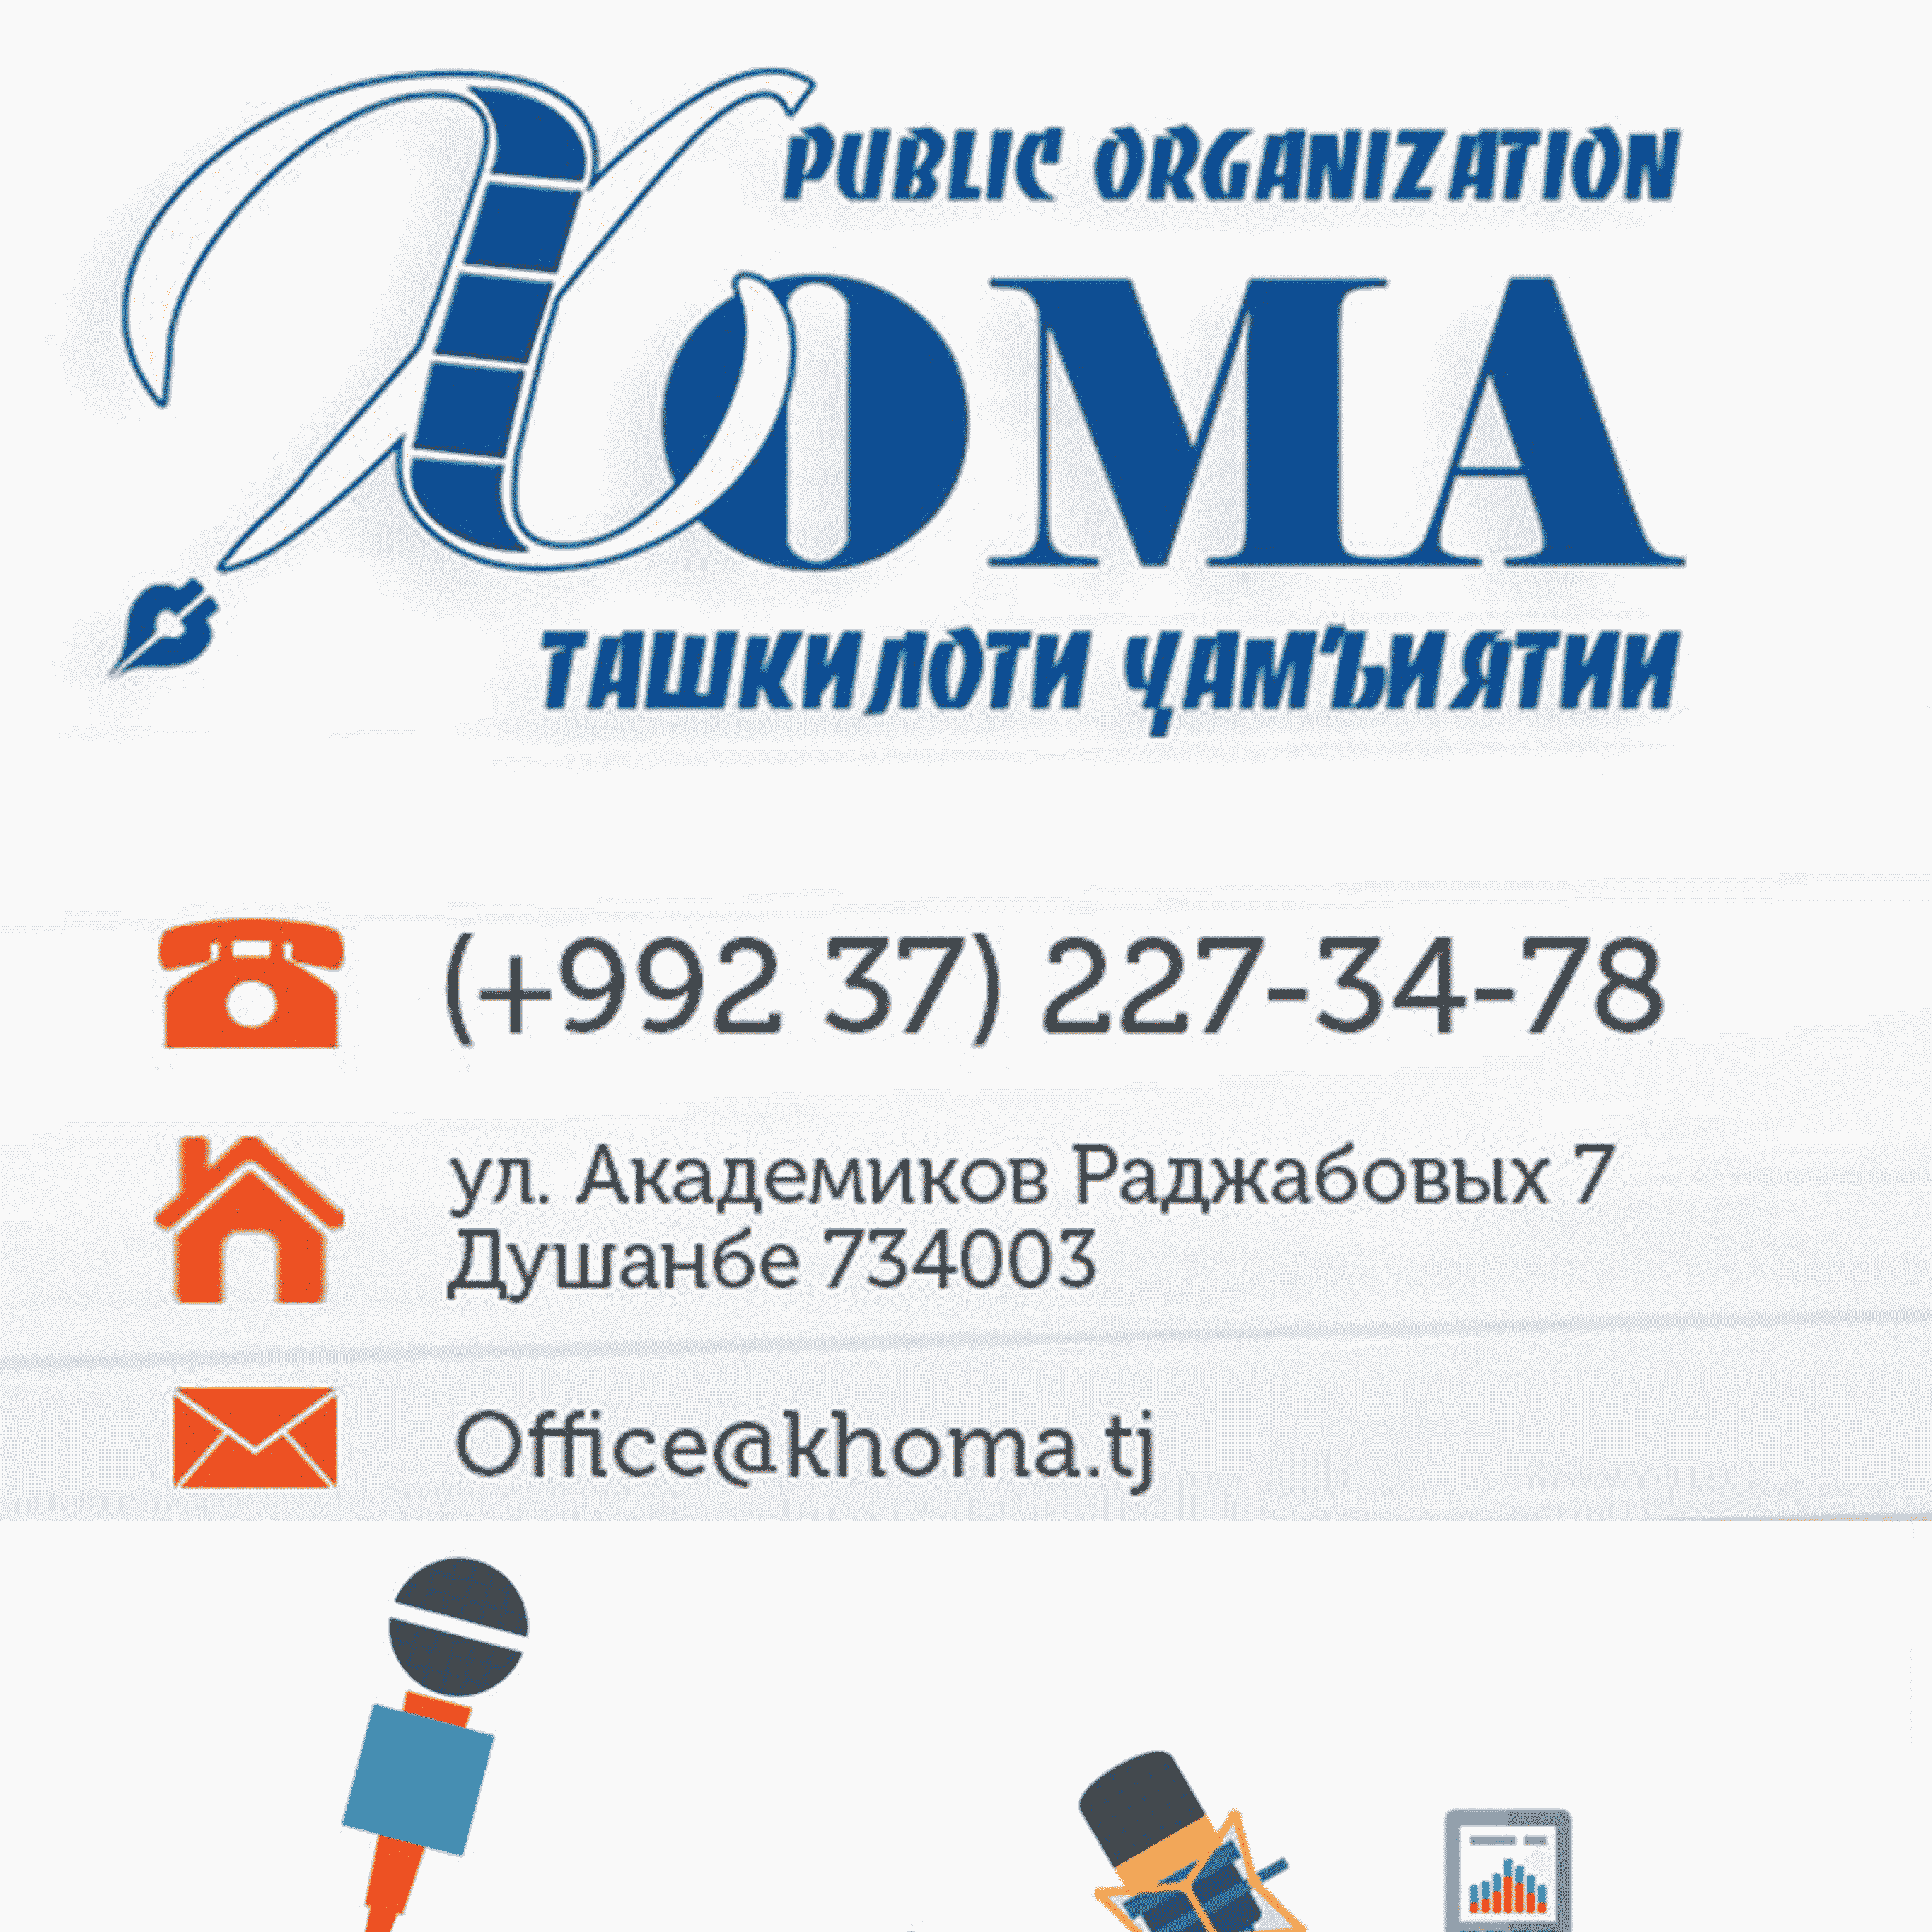 PUBLIC ORGANIZATION
ХОМА
ТАШКИЛОТИ ҶАМЪИЯТИИ
(+992 37) 227-34-78
ул. Академиков Раджабовых 7
Душанбе 734003
Office@khoma.tj